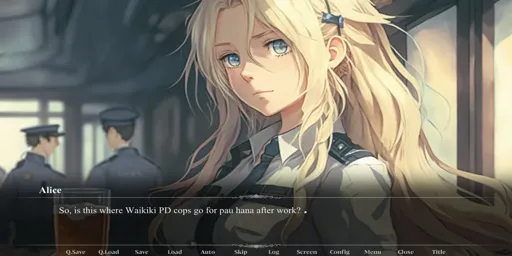 Alice
So, is this where Waikiki PD cops go for pau hana after work?
Q.Save Q.Load Save Load Auto Skip Log Screen Config Menu Close Title